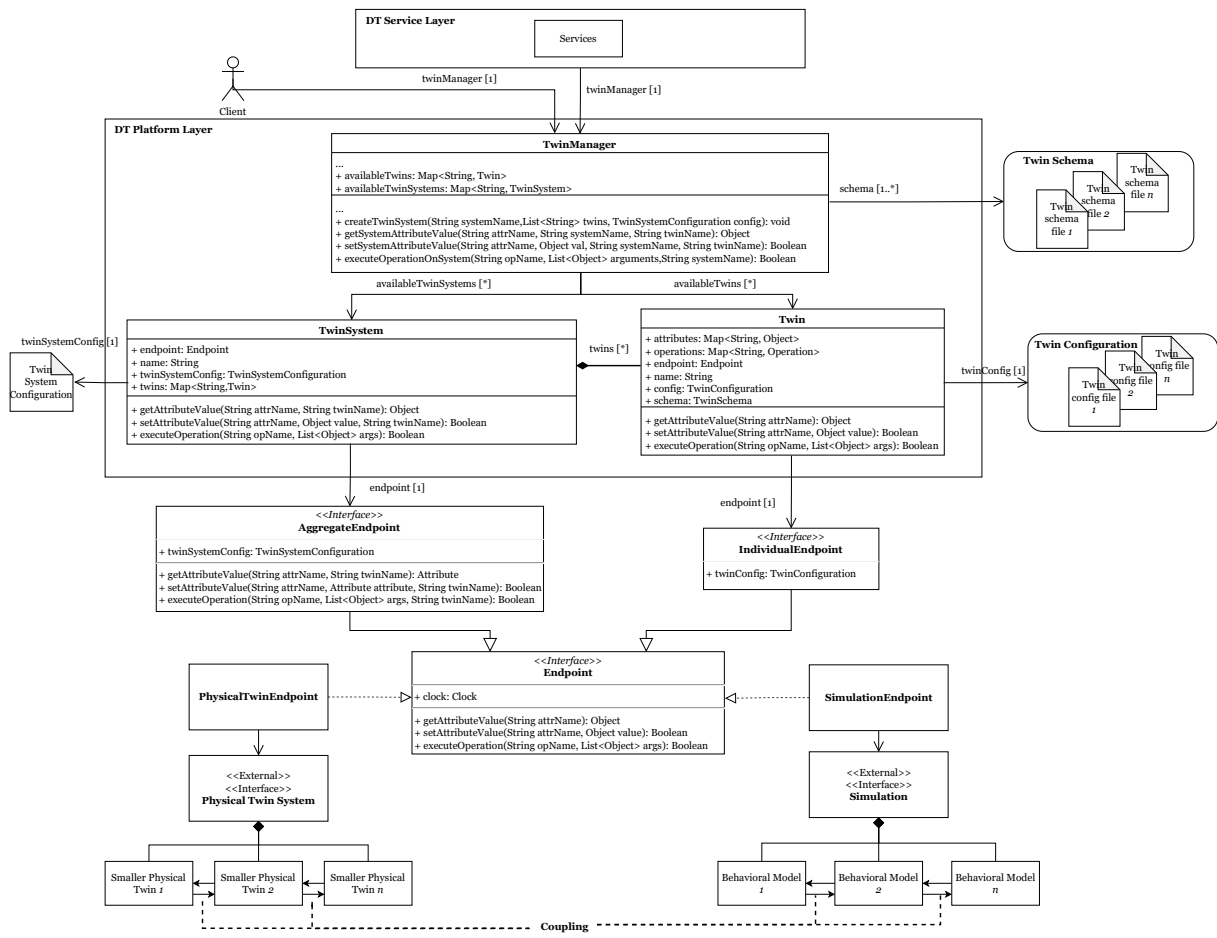 DT Service Layer
Services
twinManager [1]
twinManager [1]
Client
DT Platform Layer
TwinManager
...
+ availableTwins: Map<String, Twin>
+ availableTwinSystems: Map<String, TwinSystem>
...
+ createTwinSystem(String systemName,List<String> twins, TwinSystemConfiguration config): void
+ getSystemAttributeValue(String attrName, String systemName, String twinName): Object
+ setSystemAttributeValue(String attrName, Object val, String systemName, String twinName): Boolean
+ executeOperationOnSystem(String opName, List<Object> arguments,String systemName): Boolean
schema [1..*]
Twin Schema
Twin
schema
file n
Twin
schema
file 2
Twin
schema
file 1
availableTwinSystems [*]
availableTwins [*]
TwinSystem
+ endpoint: Endpoint
+ name: String
+ twinSystemConfig: TwinSystemConfiguration
+ twins: Map<String,Twin>
+ getAttributeValue(String attrName, String twinName): Object
+ setAttributeValue(String attrName, Object value, String twinName): Boolean
+ executeOperation(String opName, List<Object> args): Boolean
twinSystemConfig [1]
Twin
System
Configuration
twins [*]
Twin
+ attributes: Map<String, Object>
+ operations: Map<String, Operation>
+ endpoint: Endpoint
+ name: String
+ config: TwinConfiguration
+ schema: TwinSchema
+ getAttributeValue(String attrName): Object
+ setAttributeValue(String attrName, Object value): Boolean
+ executeOperation(String opName, List<Object> args): Boolean
twinConfig [1]
Twin Configuration
Twin
config file
n
Twin
config file
2
Twin
config file
1
endpoint [1]
endpoint [1]
<<Interface>>
AggregateEndpoint
+ twinSystemConfig: TwinSystemConfiguration
+ getAttributeValue(String attrName, String twinName): Attribute
+ setAttributeValue(String attrName, Attribute attribute, String twinName): Boolean
+ executeOperation(String opName, List<Object> args, String twinName): Boolean
<<Interface>>
IndividualEndpoint
+ twinConfig: TwinConfiguration
<<Interface>>
Endpoint
+ clock: Clock
+ getAttributeValue(String attrName): Object
+ setAttributeValue(String attrName, Object value): Boolean
+ executeOperation(String opName, List<Object> args): Boolean
PhysicalTwinEndpoint
SimulationEndpoint
<<External>>
<<Interface>>
Physical Twin System
<<External>>
<<Interface>>
Simulation
Smaller Physical
Twin 1
Smaller Physical
Twin 2
Smaller Physical
Twin n
Behavioral Model
1
Behavioral Model
2
Behavioral Model
n
Coupling